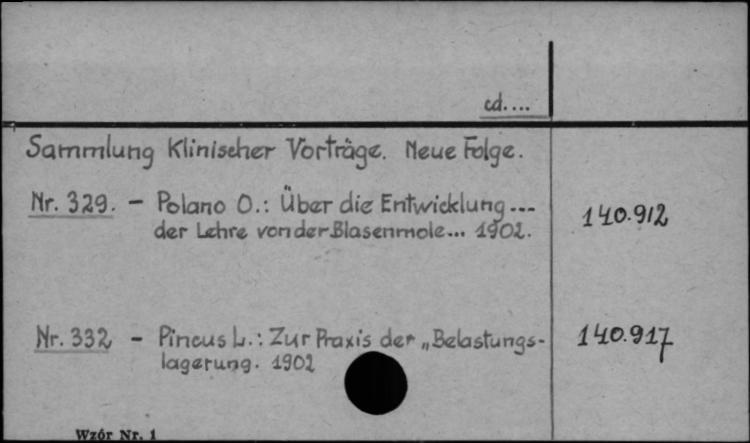 cd....
Sammlung Klinischer Vorträge. Neue Folge.
Nr. 329. - Polano O.: Über die Entwicklung... 140.912
der Lehre von der Blasenmole... 1902.
Nr. 332 - Pincus L.: Zur Praxis der „Belastungs- 140.917
lagerung. 1902
Wzór Nr. 1